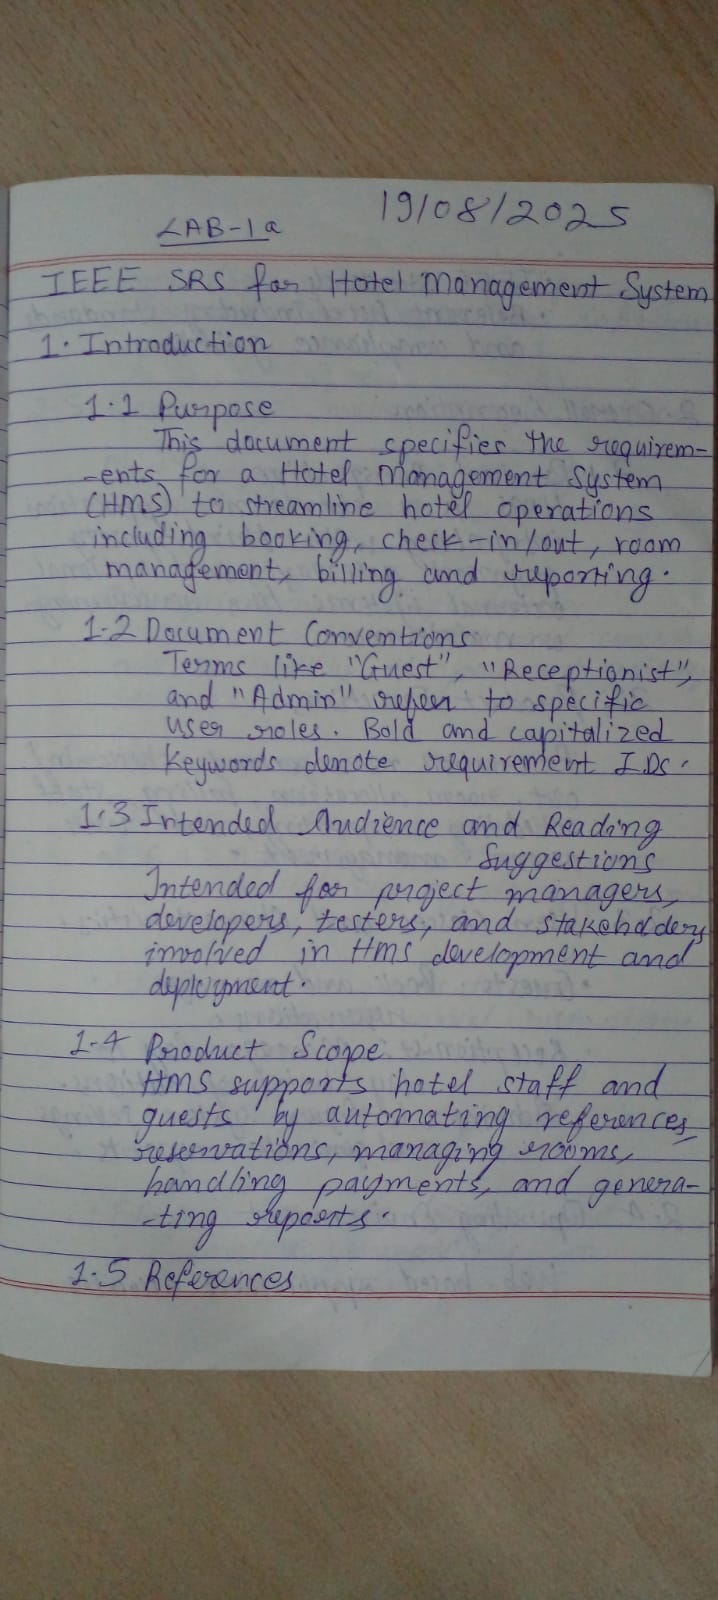 LAB-1a
19/08/2025
IEEE SRS for Hotel Management System
1. Introduction
1.1 Purpose
This document specifies the requirem-
-ents for a Hotel Management System
(HMS) to streamline hotel operations
including booking, check-in/out, room
management, billing and reporting.
1.2 Document Conventions
Terms like "Guest", "Receptionist",
and "Admin" refer to specific
user roles. Bold and capitalized
keywords denote requirement IDs.
1.3 Intended Audience and Reading
Suggestions
Intended for project managers,
developers, testers, and stakeholders
involved in HMS development and
deployment.
1.4 Product Scope
HMS supports hotel staff and
guests by automating references,
reservations, managing rooms,
handling payments, and genera-
-ting reports.
1.5 References